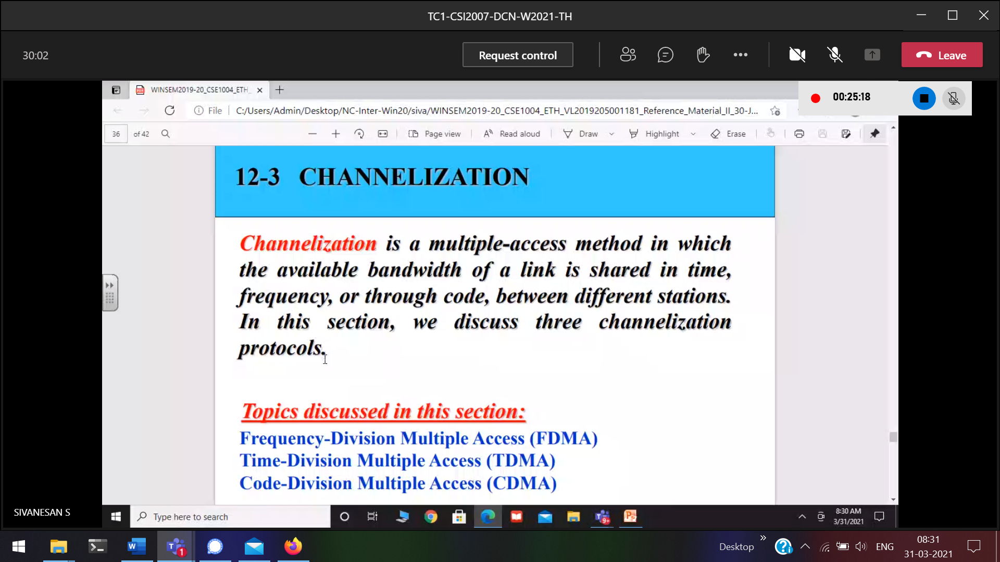 TC1-CSI2007-DCN-W2021-TH
30:02
Request control
Leave
WINSEM2019-20_CSE1004_ETH_
00:25:18
File
C:/Users/Admin/Desktop/NC-Inter-Win20/siva/WINSEM2019-20_CSE1004_ETH_VL2019205001181_Reference_Material_II_30-J...
36 of 42
Page view
Read aloud
Draw
Highlight
Erase
12-3 CHANNELIZATION
Channelization is a multiple-access method in which
the available bandwidth of a link is shared in time,
frequency, or through code, between different stations.
In this section, we discuss three channelization
protocols.
Topics discussed in this section:
Frequency-Division Multiple Access (FDMA)
Time-Division Multiple Access (TDMA)
Code-Division Multiple Access (CDMA)
SIVANESAN S
Type here to search
9+
8:30 AM
3/31/2021
1
Desktop
ENG
08:31
31-03-2021